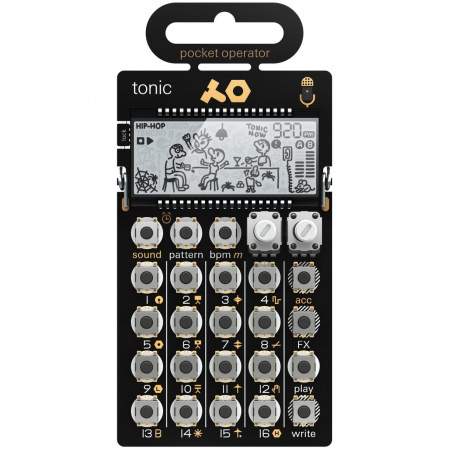 pocket operator
tonic
lock
HIP-HOP
TONIC
NOW
920
A B
sound pattern bpm m
1 2 3 4 acc
5 6 7 8 FX
9 10 11 12 play
13 B 14 15 16 write